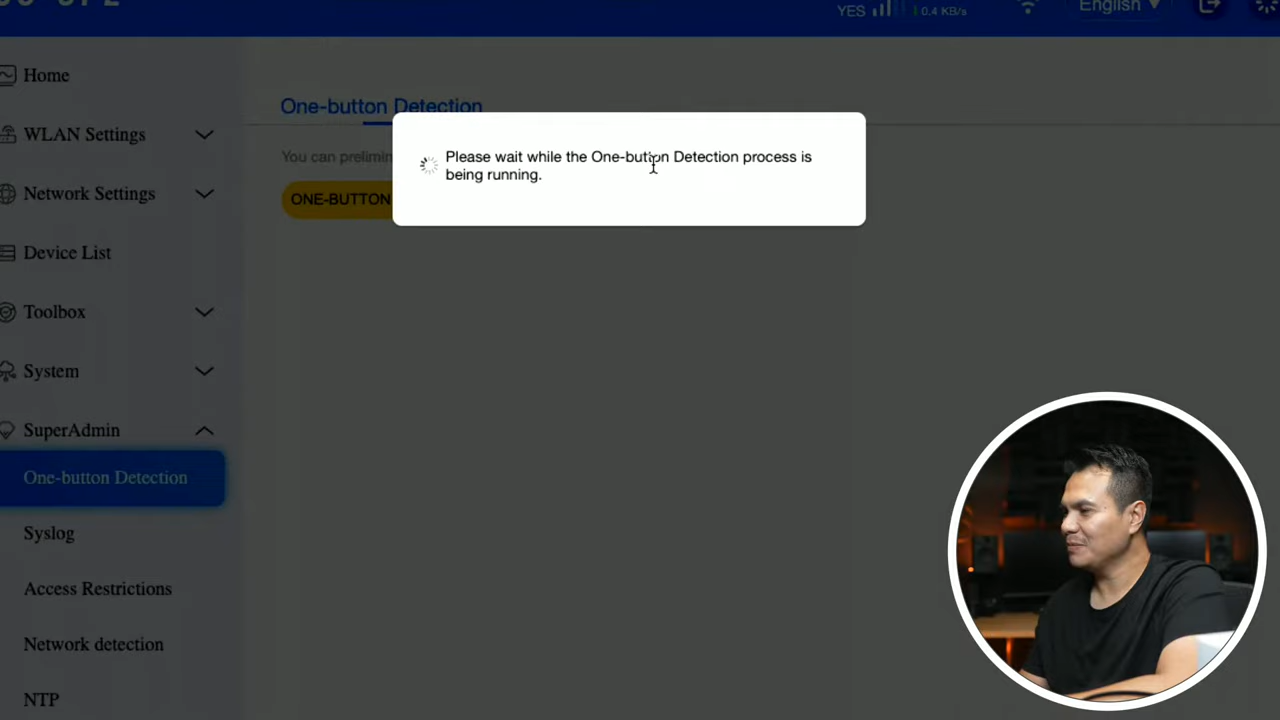 YES 0.4 KB/s English
Home
WLAN Settings
Network Settings
Device List
Toolbox
System
SuperAdmin
One-button Detection
Syslog
Access Restrictions
Network detection
NTP
One-button Detection
You can prelimin
ONE-BUTTON
Please wait while the One-button Detection process is
being running.